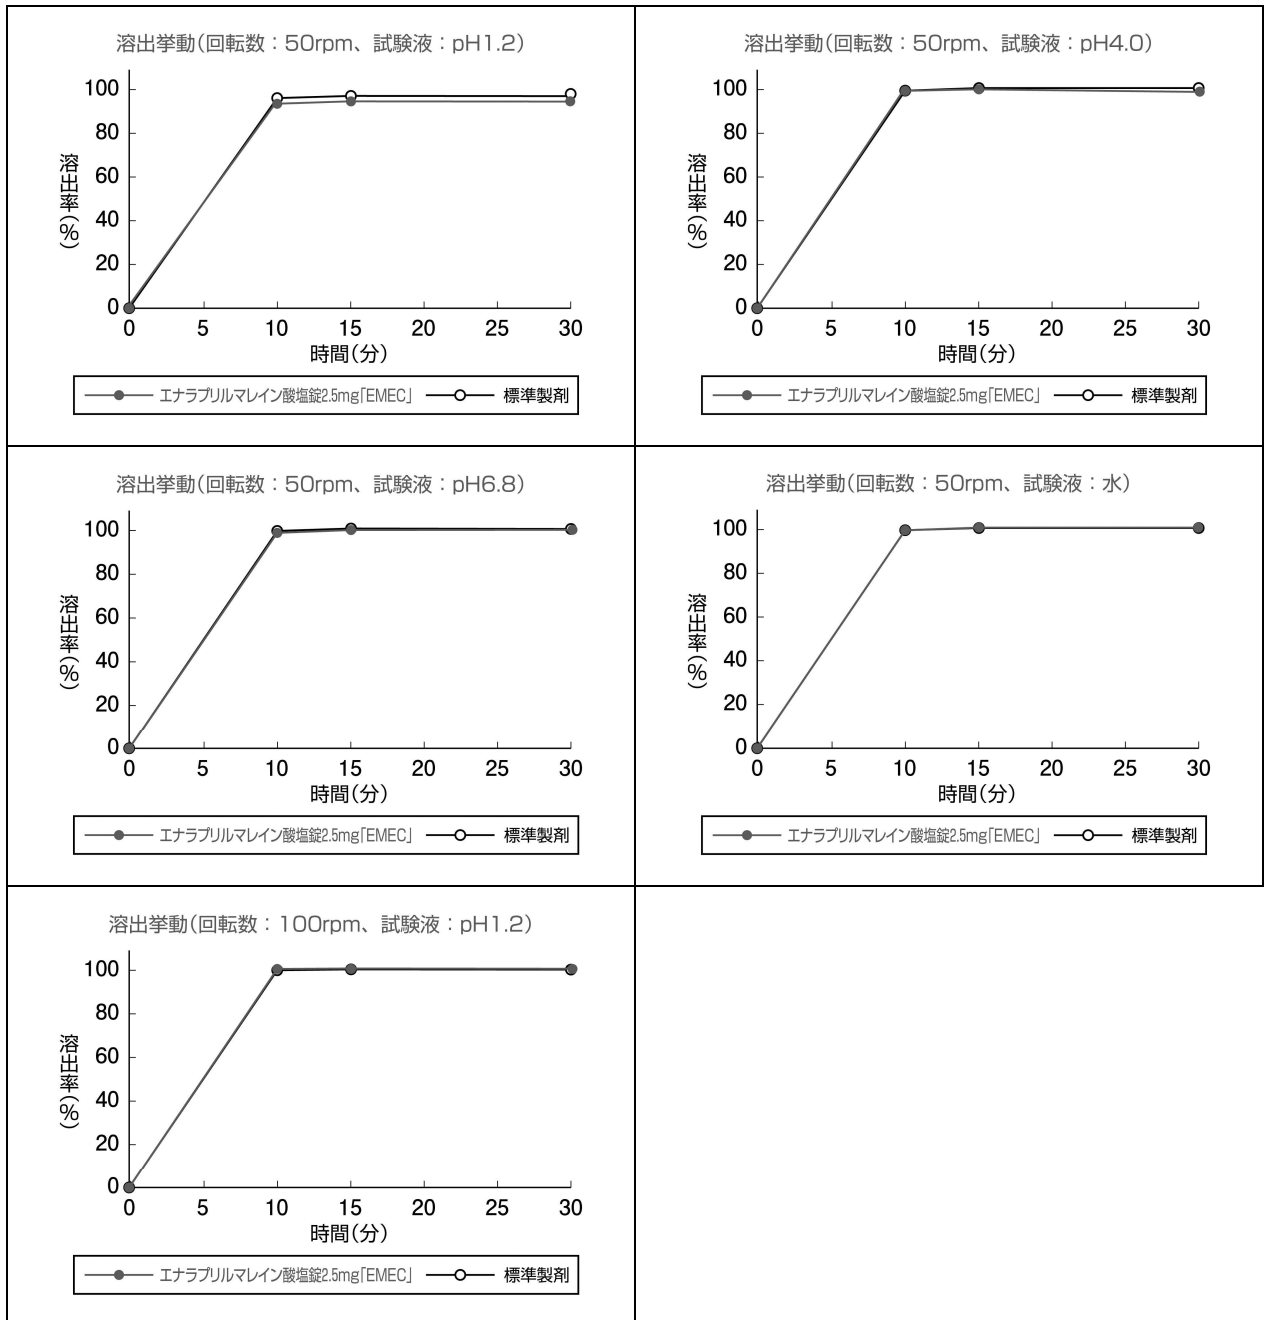 溶出挙動(回転数：50rpm、試験液：pH1.2)
100
80
60
40
20
0
溶出率(%)
0 5 10 15 20 25 30
時間(分)
エナラプリルマレイン酸塩錠2.5mg「EMEC」 標準製剤
溶出挙動(回転数：50rpm、試験液：pH4.0)
100
80
60
40
20
0
溶出率(%)
0 5 10 15 20 25 30
時間(分)
エナラプリルマレイン酸塩錠2.5mg「EMEC」 標準製剤
溶出挙動(回転数：50rpm、試験液：pH6.8)
100
80
60
40
20
0
溶出率(%)
0 5 10 15 20 25 30
時間(分)
エナラプリルマレイン酸塩錠2.5mg「EMEC」 標準製剤
溶出挙動(回転数：50rpm、試験液：水)
100
80
60
40
20
0
溶出率(%)
0 5 10 15 20 25 30
時間(分)
エナラプリルマレイン酸塩錠2.5mg「EMEC」 標準製剤
溶出挙動(回転数：100rpm、試験液：pH1.2)
100
80
60
40
20
0
溶出率(%)
0 5 10 15 20 25 30
時間(分)
エナラプリルマレイン酸塩錠2.5mg「EMEC」 標準製剤